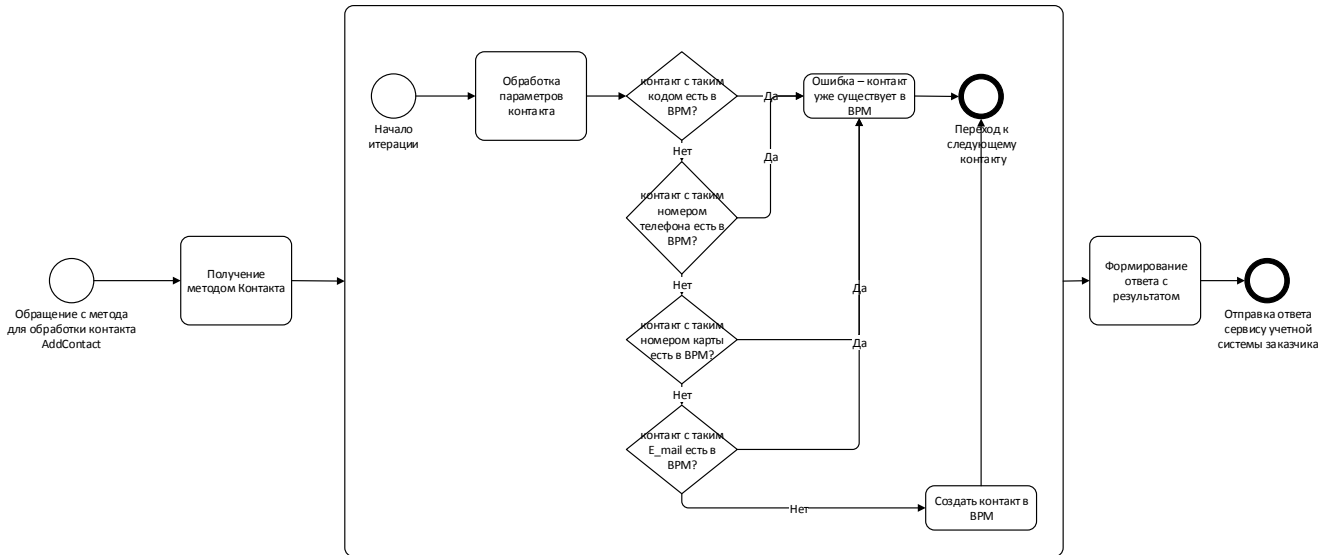 Обработка
параметров
контакта
контакт с таким
кодом есть в
BPM?
Да
Ошибка – контакт
уже существует в
BPM
Начало
итерации
Переход к
следующему
контакту
Нет
Да
контакт с таким
номером
телефона есть в
BPM?
Получение
методом Контакта
Формирование
ответа с
результатом
Нет
Да
Обращение с метода
для обработки контакта
AddContact
Отправка ответа
сервису учетной
системы заказчика
контакт с таким
номером карты
есть в BPM?
Да
Нет
контакт с таким
E_mail есть в
BPM?
Нет
Создать контакт в
BPM